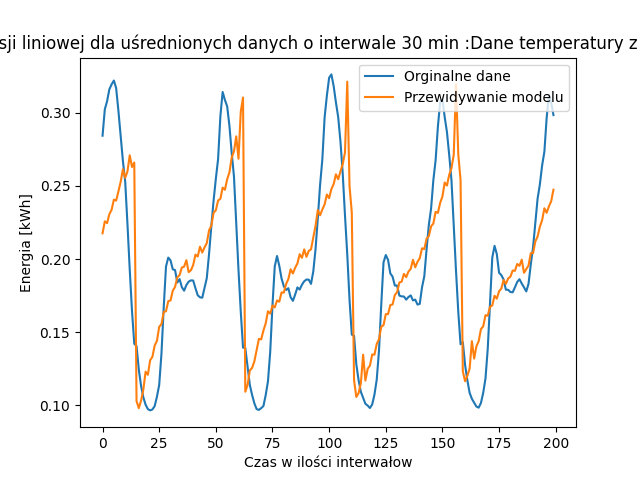 sji liniowej dla uśrednionych danych o interwale 30 min :Dane temperatury z
Orginalne dane
Przewidywanie modelu
Energia [kWh]
0.30
0.25
0.20
0.15
0.10
0 25 50 75 100 125 150 175 200
Czas w ilości interwałow